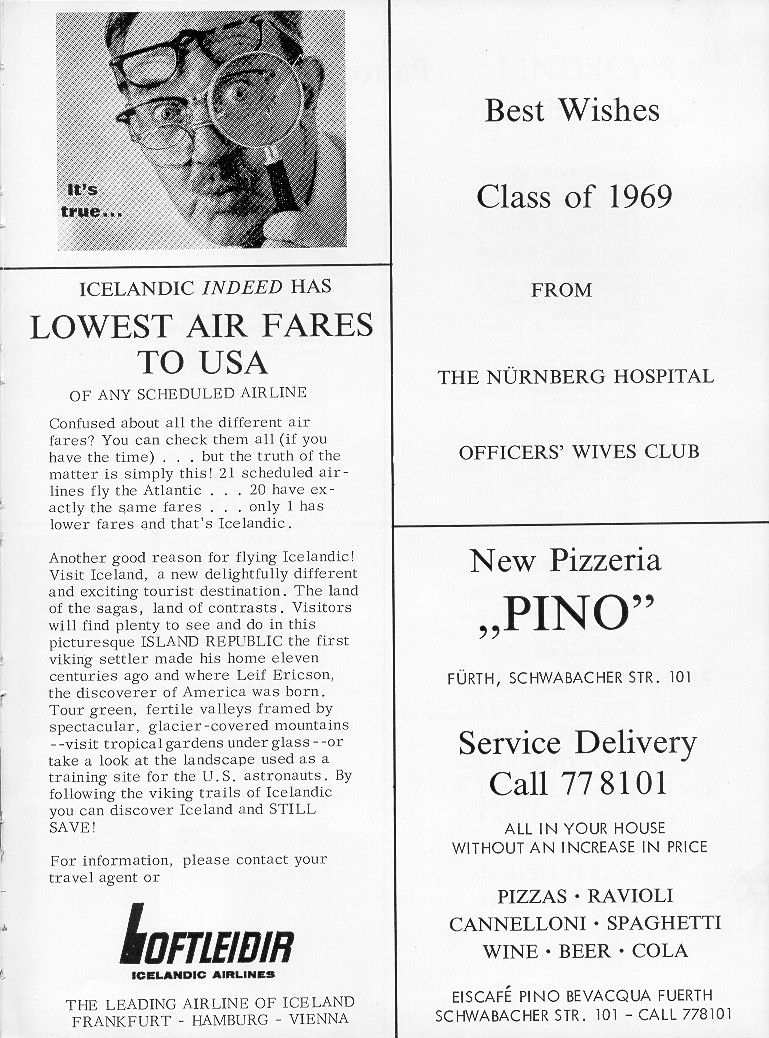 It's
true...
ICELANDIC INDEED HAS
LOWEST AIR FARES
TO USA
OF ANY SCHEDULED AIRLINE
Confused about all the different air
fares? You can check them all (if you
have the time) . . . but the truth of the
matter is simply this! 21 scheduled air-
lines fly the Atlantic . . . 20 have ex-
actly the same fares . . . only 1 has
lower fares and that's Icelandic.
Another good reason for flying Icelandic!
Visit Iceland, a new delightfully different
and exciting tourist destination. The land
of the sagas, land of contrasts. Visitors
will find plenty to see and do in this
picturesque ISLAND REPUBLIC the first
viking settler made his home eleven
centuries ago and where Leif Ericson,
the discoverer of America was born.
Tour green, fertile valleys framed by
spectacular, glacier-covered mountains
--visit tropical gardens under glass--or
take a look at the landscape used as a
training site for the U.S. astronauts. By
following the viking trails of Icelandic
you can discover Iceland and STILL
SAVE!
For information, please contact your
travel agent or
LOFTLEIDIR
ICELANDIC AIRLINES
THE LEADING AIRLINE OF ICELAND
FRANKFURT - HAMBURG - VIENNA
Best Wishes
Class of 1969
FROM
THE NÜRNBERG HOSPITAL
OFFICERS' WIVES CLUB
New Pizzeria
„PINO”
FÜRTH, SCHWABACHER STR. 101
Service Delivery
Call 77 81 01
ALL IN YOUR HOUSE
WITHOUT AN INCREASE IN PRICE
PIZZAS • RAVIOLI
CANNELLONI • SPAGHETTI
WINE • BEER • COLA
EISCAFÉ PINO BEVACQUA FUERTH
SCHWABACHER STR. 101 - CALL 778101